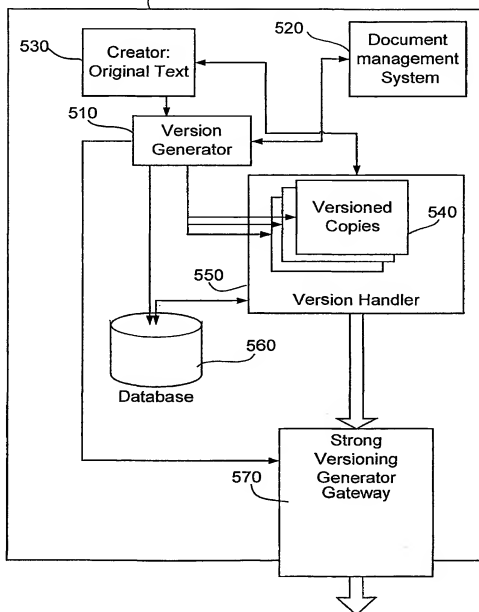 530
Creator:
Original Text
520
Document
management
System
510
Version
Generator
Versioned
Copies
540
550
Version Handler
560
Database
Strong
Versioning
Generator
Gateway
570